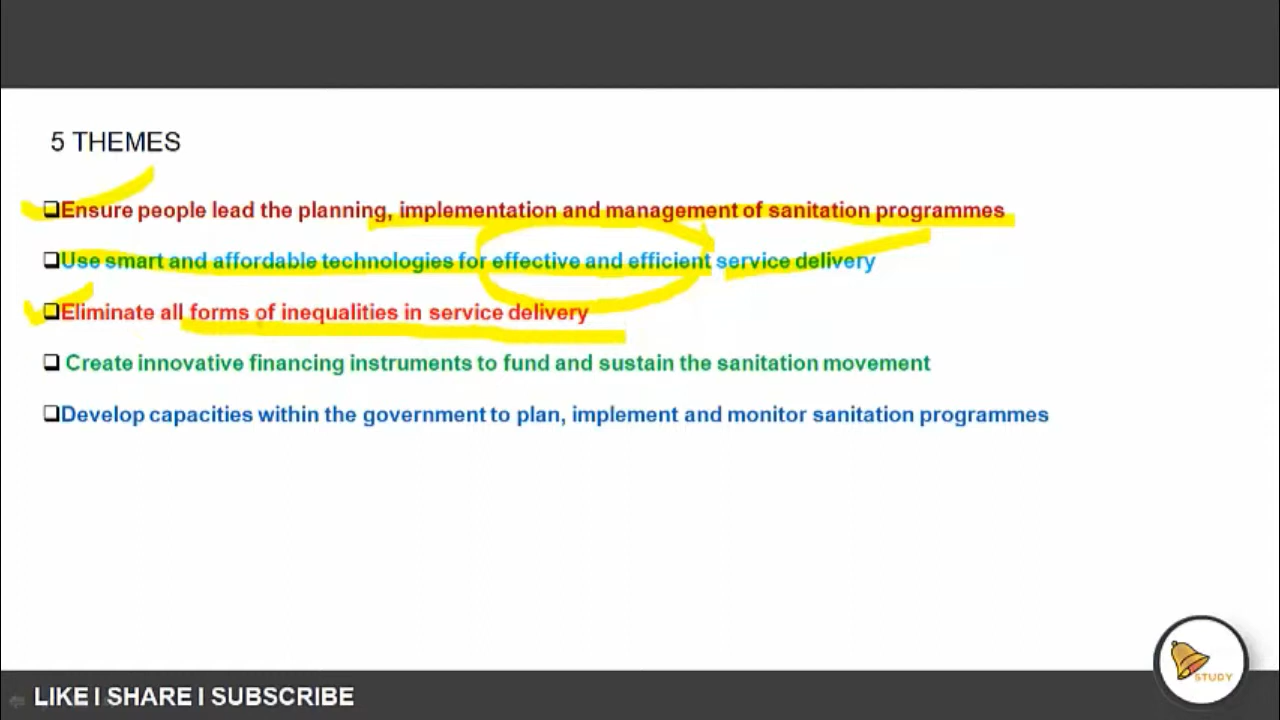 5 THEMES
Ensure people lead the planning, implementation and management of sanitation programmes
Use smart and affordable technologies for effective and efficient service delivery
Eliminate all forms of inequalities in service delivery
Create innovative financing instruments to fund and sustain the sanitation movement
Develop capacities within the government to plan, implement and monitor sanitation programmes
STUDY
LIKE I SHARE I SUBSCRIBE